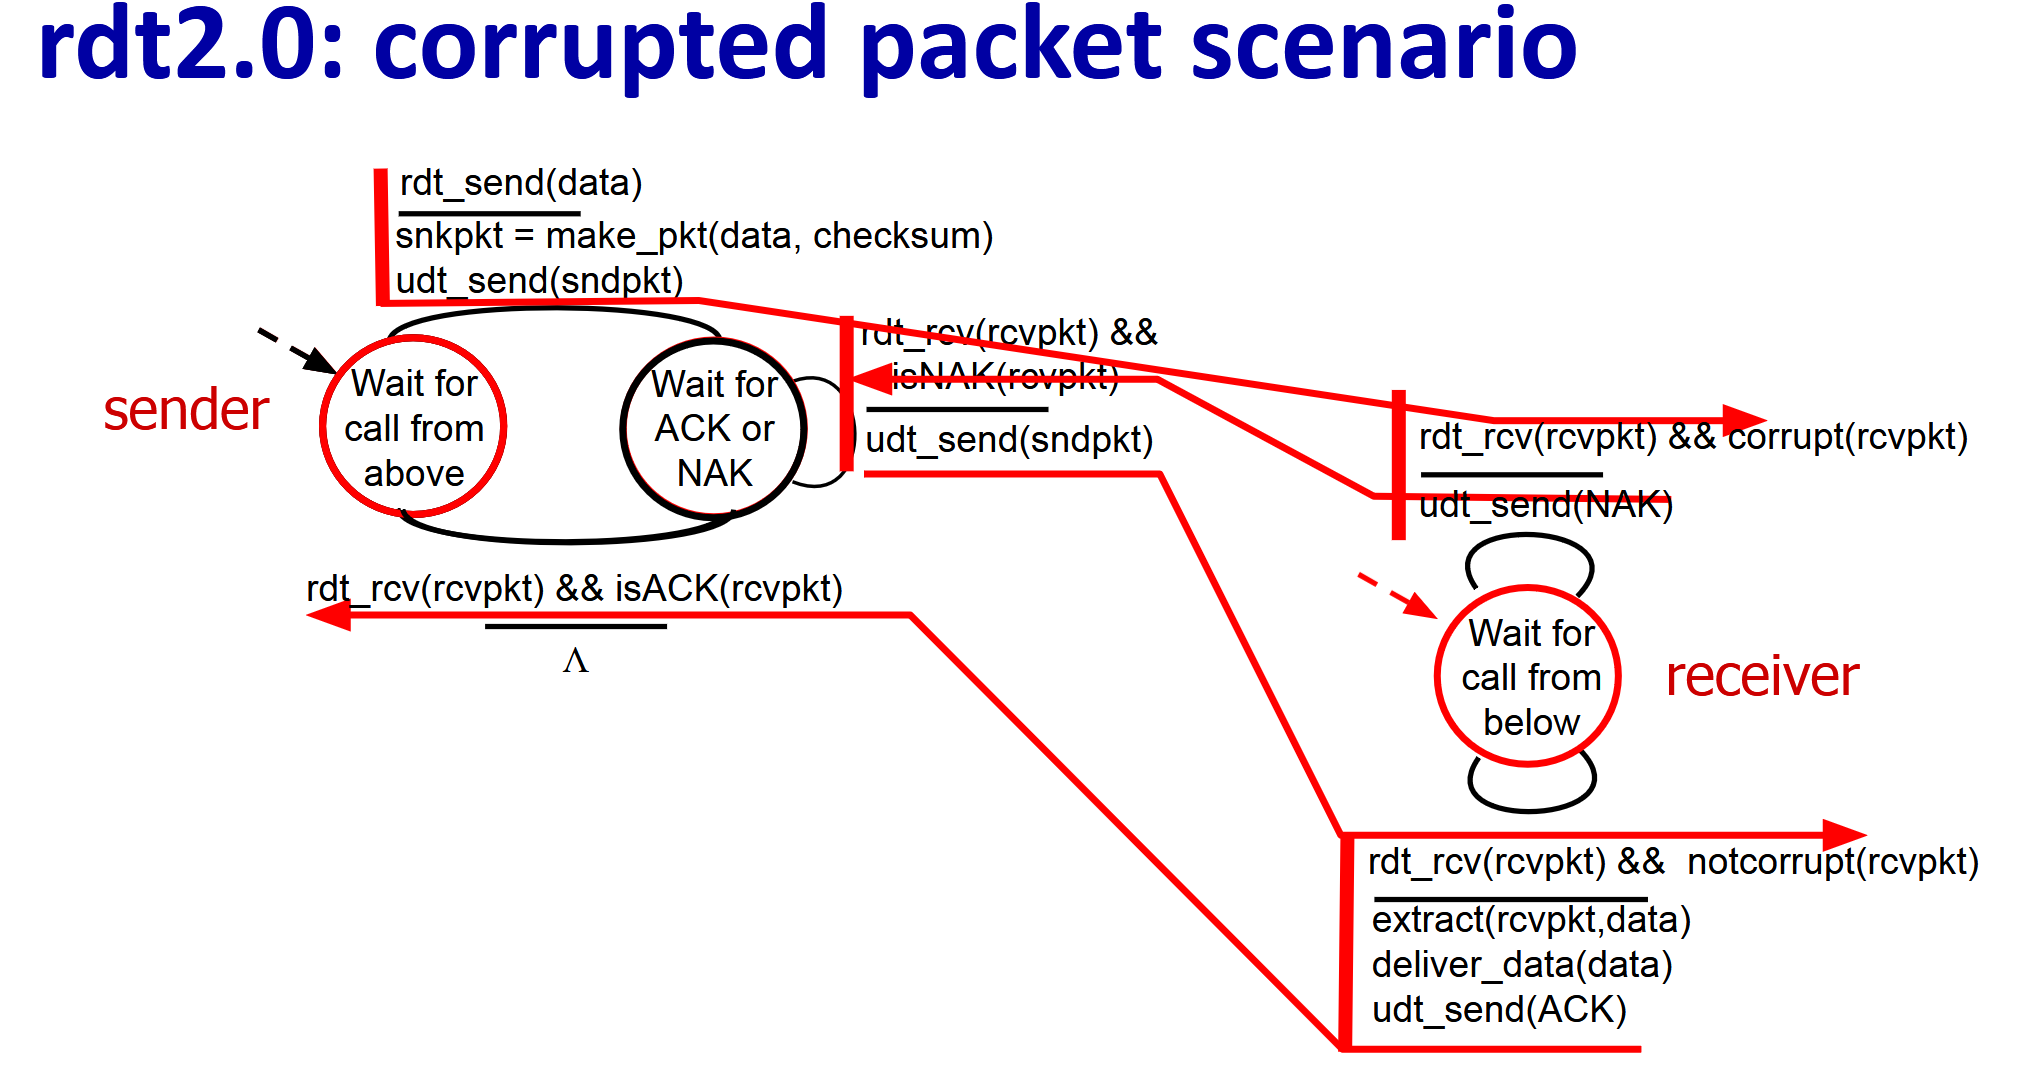 rdt2.0: corrupted packet scenario
rdt_send(data)
snkpkt = make_pkt(data, checksum)
udt_send(sndpkt)
sender
Wait for
call from
above
Wait for
ACK or
NAK
rdt_rcv(rcvpkt) &&
isNAK(rcvpkt)
udt_send(sndpkt)
rdt_rcv(rcvpkt) && isACK(rcvpkt)
Λ
rdt_rcv(rcvpkt) && corrupt(rcvpkt)
udt_send(NAK)
Wait for
call from
below
receiver
rdt_rcv(rcvpkt) && notcorrupt(rcvpkt)
extract(rcvpkt,data)
deliver_data(data)
udt_send(ACK)